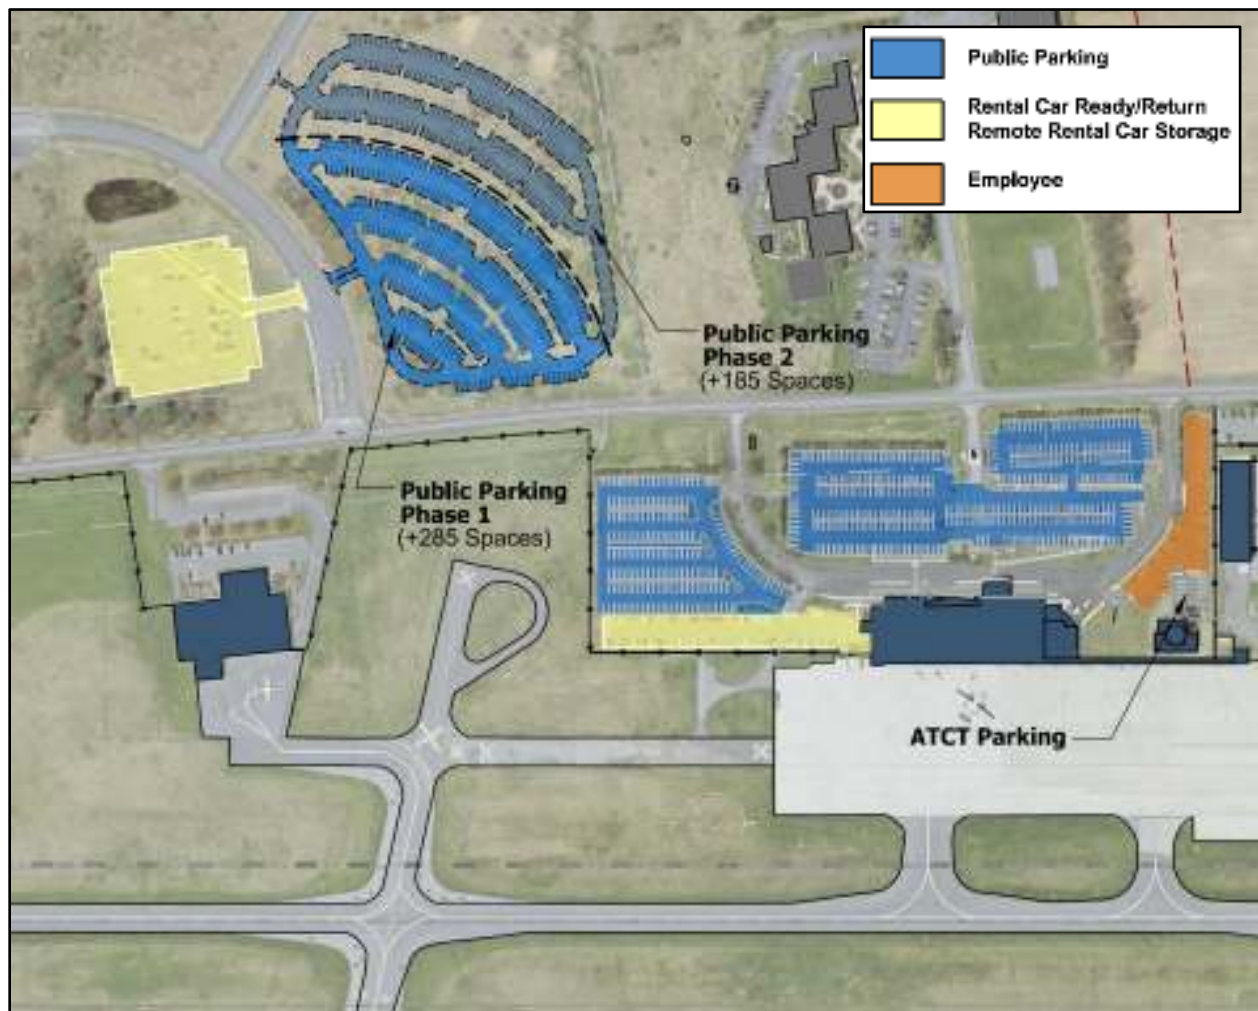 Public Parking
Rental Car Ready/Return
Remote Rental Car Storage
Employee
Public Parking
Phase 2
(+185 Spaces)
Public Parking
Phase 1
(+285 Spaces)
ATCT Parking